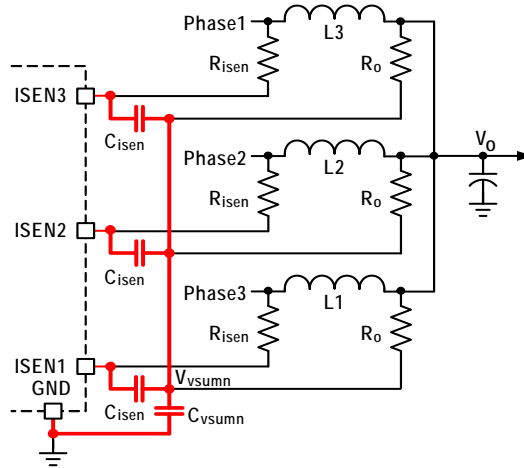 Phase1
L3
Risen
Ro
ISEN3
Cisen
Phase2
L2
Vo
Risen
Ro
ISEN2
Cisen
Phase3
L1
Risen
Ro
ISEN1
Vvsumn
GND
Cisen
Cvsumn